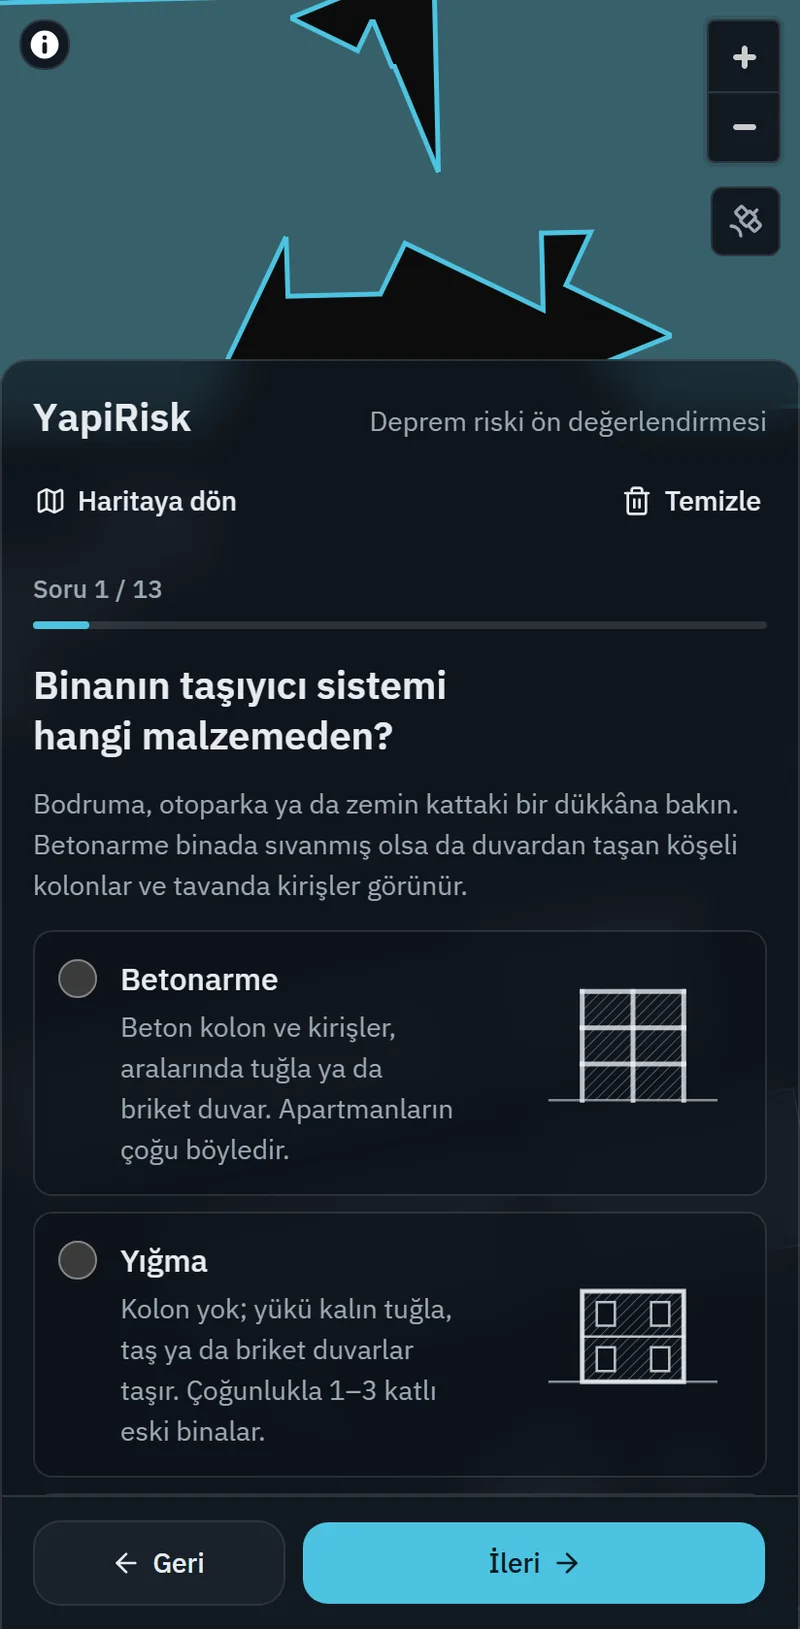 YapiRisk
Deprem riski ön değerlendirmesi
Haritaya dön
Temizle
Soru 1 / 13
Binanın taşıyıcı sistemi
hangi malzemeden?
Bodruma, otoparka ya da zemin kattaki bir dükkâna bakın.
Betonarme binada sıvanmış olsa da duvardan taşan köşeli
kolonlar ve tavanda kirişler görünür.
Betonarme
Beton kolon ve kirişler,
aralarında tuğla ya da
briket duvar. Apartmanların
çoğu böyledir.
Yığma
Kolon yok; yükü kalın tuğla,
taş ya da briket duvarlar
taşır. Çoğunlukla 1–3 katlı
eski binalar.
← Geri
İleri →